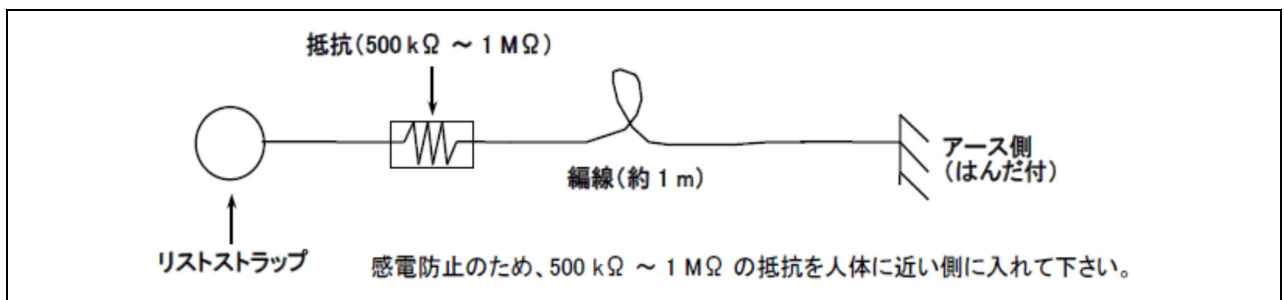 抵抗(500 kΩ ～ 1 MΩ)
アース側
(はんだ付)
編線(約 1 m)
リストストラップ
感電防止のため、500 kΩ ～ 1 MΩ の抵抗を人体に近い側に入れて下さい。